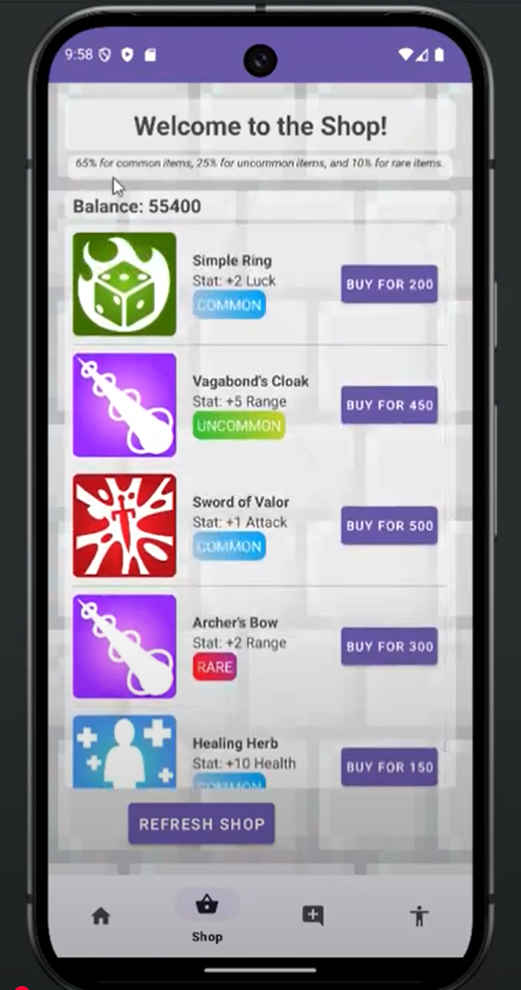 9:58
Welcome to the Shop!
65% for common items, 25% for uncommon items, and 10% for rare items.
Balance: 55400
Simple Ring
Stat: +2 Luck
COMMON
BUY FOR 200
Vagabond's Cloak
Stat: +5 Range
UNCOMMON
BUY FOR 450
Sword of Valor
Stat: +1 Attack
COMMON
BUY FOR 500
Archer's Bow
Stat: +2 Range
RARE
BUY FOR 300
Healing Herb
Stat: +10 Health
COMMON
BUY FOR 150
REFRESH SHOP
Shop